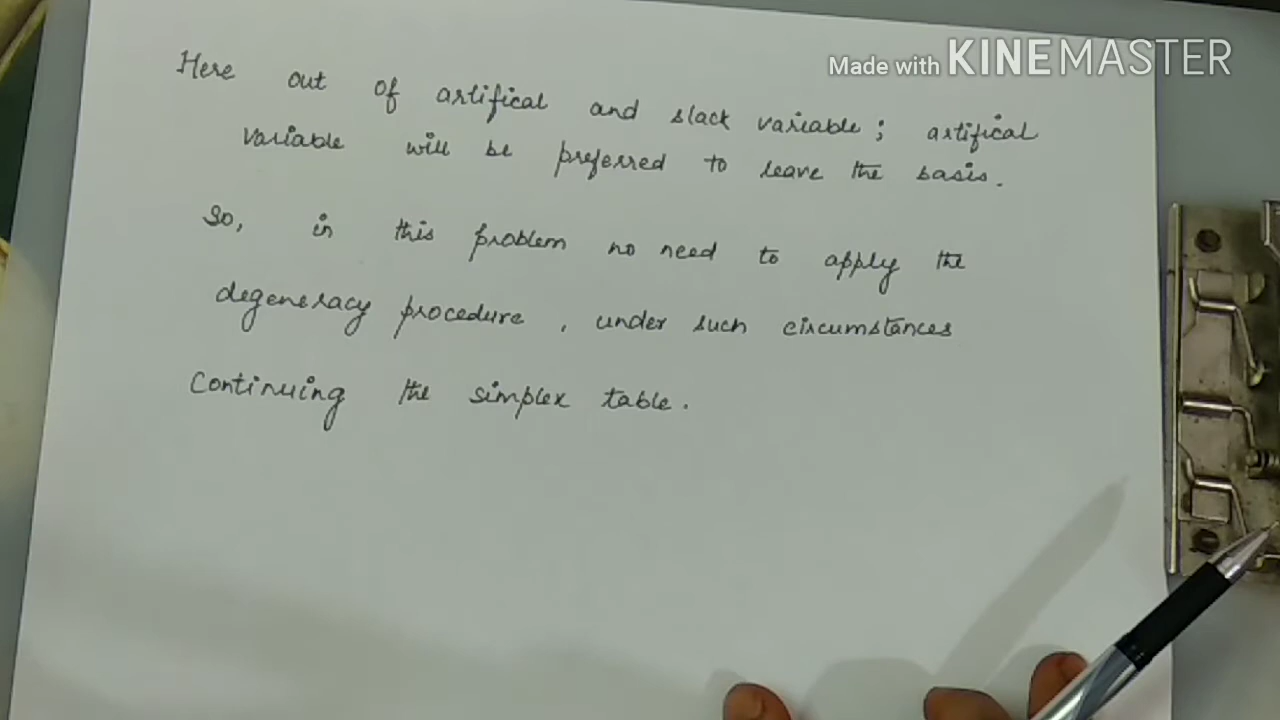 Made with KINEMASTER
Here out of artifical and slack variable; artifical
variable will be preferred to leave the basis.
So, in this problem no need to apply the
degeneracy procedure, under such circumstances
Continuing the simplex table.